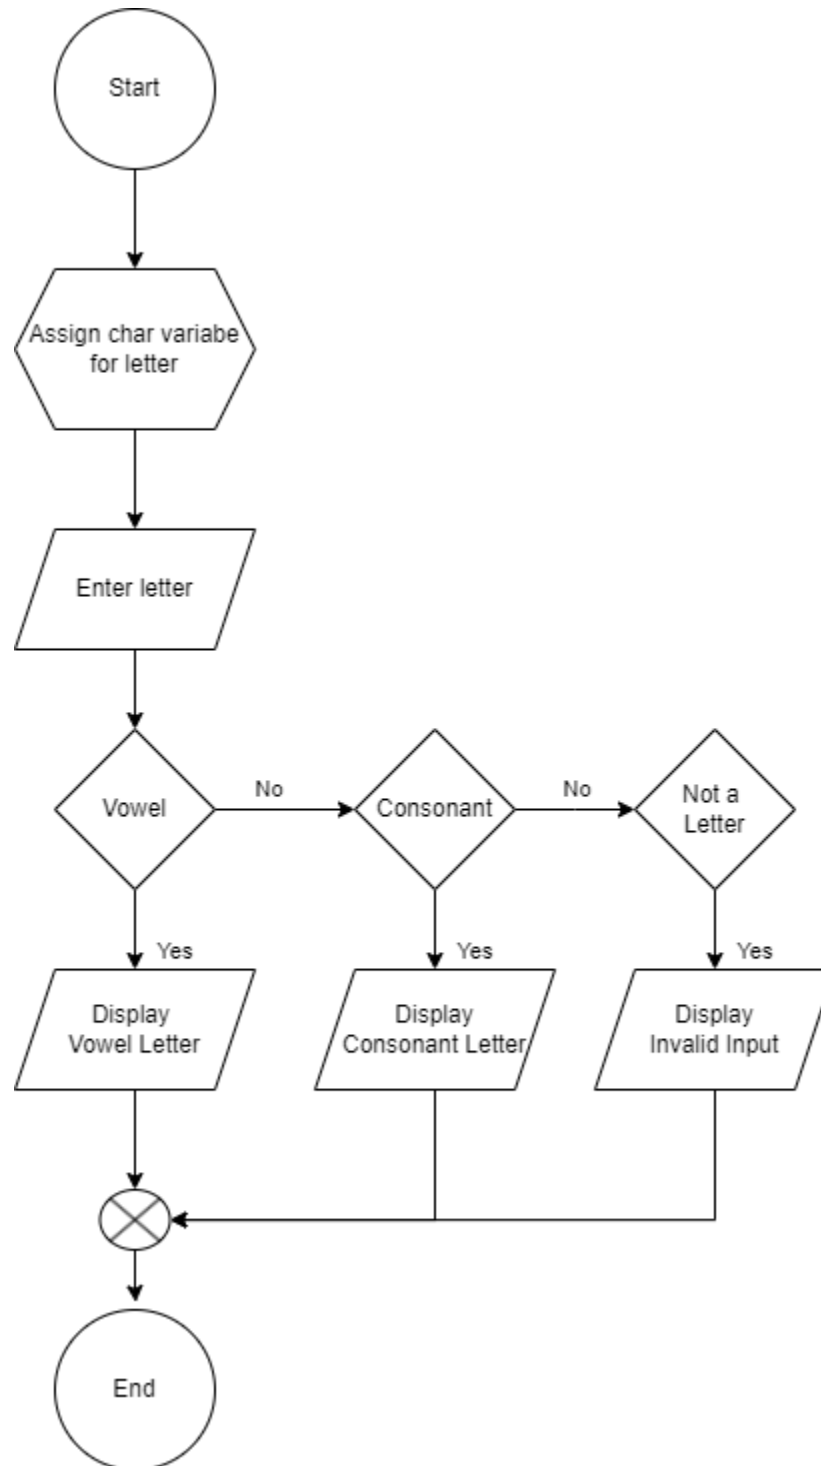 Start
Assign char variabe
for letter
Enter letter
Vowel
No
Consonant
No
Not a
Letter
Yes
Yes
Yes
Display
Vowel Letter
Display
Consonant Letter
Display
Invalid Input
End